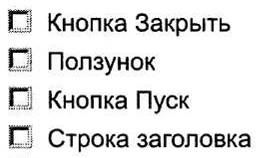 Кнопка Закрыть
Ползунок
Кнопка Пуск
Строка заголовка